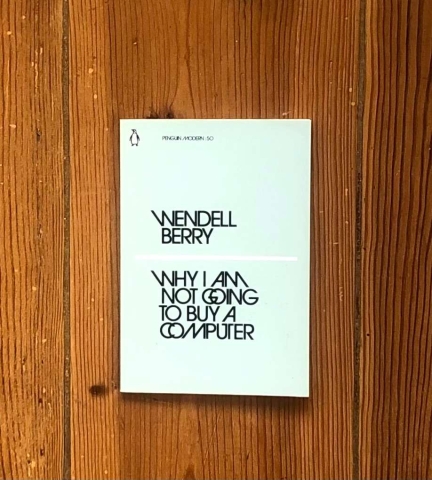 PENGUIN MODERN: 50
WENDELL
BERRY
WHY I AM
NOT GOING
TO BUY A
COMPUTER